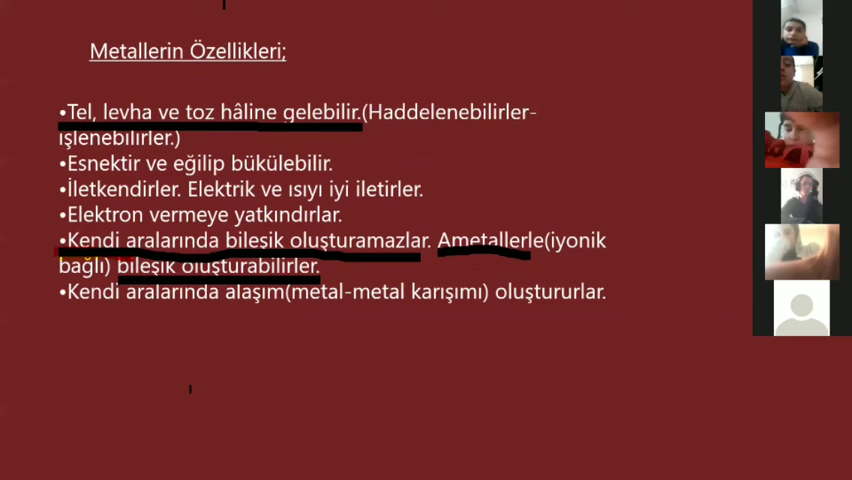 Metallerin Özellikleri;
•Tel, levha ve toz hâline gelebilir.(Haddelenebilirler-
işlenebilirler.)
•Esnektir ve eğilip bükülebilir.
•İletkendirler. Elektrik ve ısıyı iyi iletirler.
•Elektron vermeye yatkındırlar.
•Kendi aralarında bileşik oluşturamazlar. Ametallerle(iyonik
bağlı) bileşik oluşturabilirler.
•Kendi aralarında alaşım(metal-metal karışımı) oluştururlar.